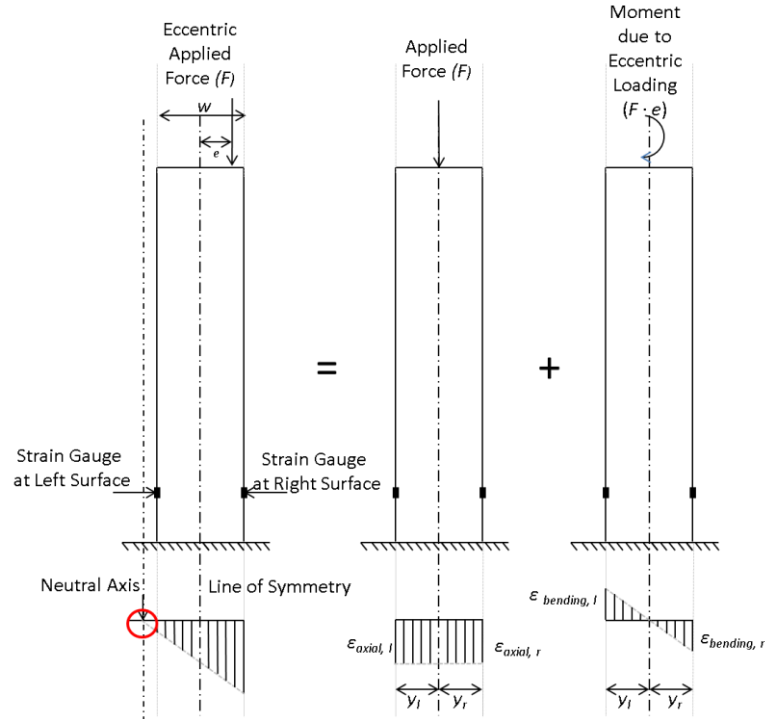 Eccentric
Applied
Force (F)
w
e
Applied
Force (F)
Moment
due to
Eccentric
Loading
(F · e)
=
+
Strain Gauge
at Left Surface
Strain Gauge
at Right Surface
Neutral Axis
Line of Symmetry
ε axial, l
ε axial, r
y l
y r
ε bending, l
ε bending, r
y l
y r